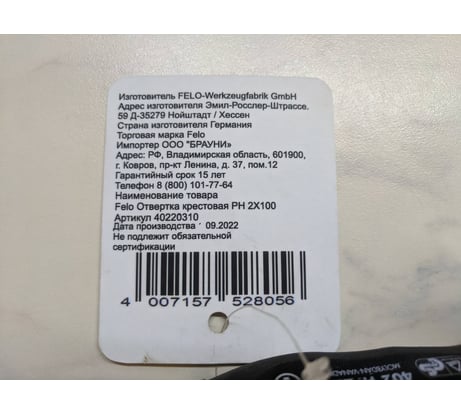 Изготовитель FELO-Werkzeugfabrik GmbH
Адрес изготовителя Эмил-Росслер-Штрассе.
59 Д-35279 Нойштадт / Хессен
Страна изготовителя Германия
Торговая марка Felo
Импортер ООО "БРАУНИ»
Адрес: РФ, Владимирская область, 601900,
г. Ковров, пр-кт Ленина, д. 37, пом.12
Гарантийный срок 15 лет
Телефон 8 (800) 101-77-64
Наименование товара
Felo Отвертка крестовая PH 2X100
Артикул 40220310
Дата производства 09.2022
Не подлежит обязательной
сертификации
4 007157 528056
402